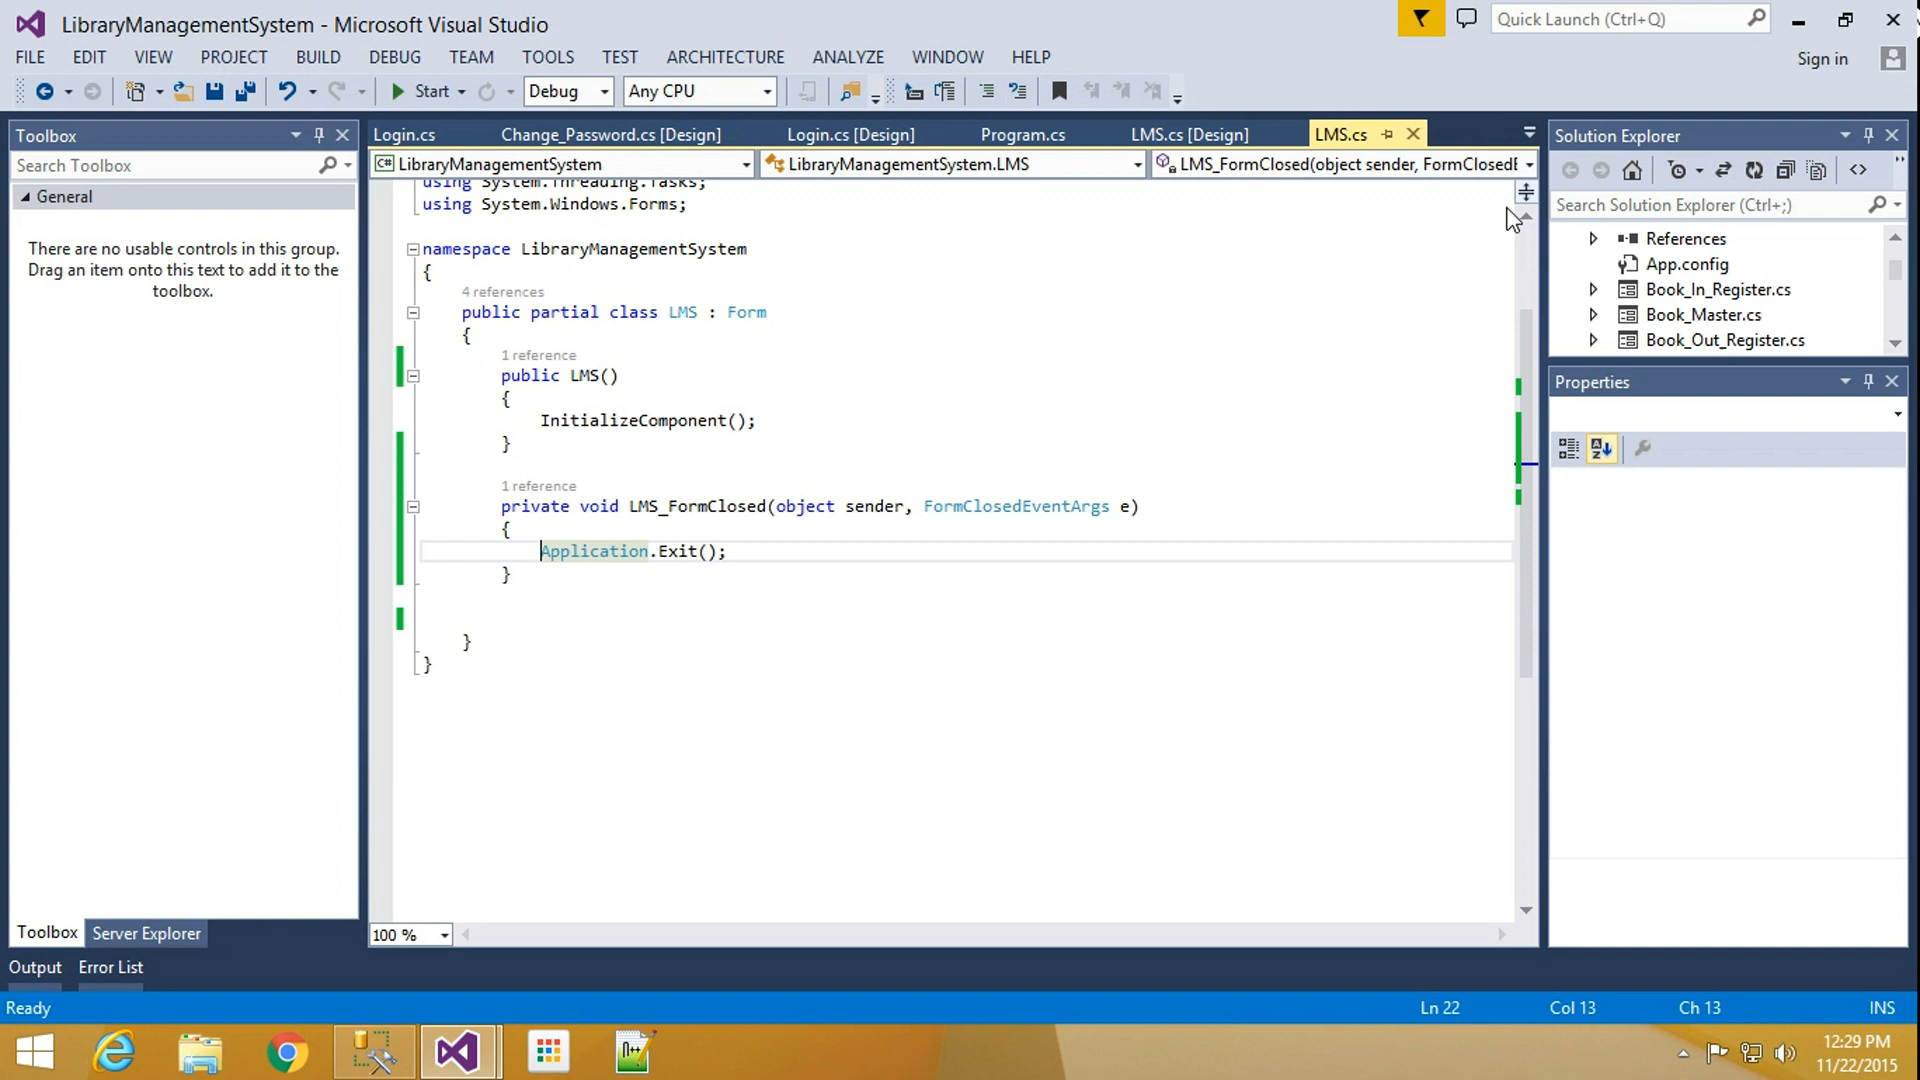 LibraryManagementSystem - Microsoft Visual Studio
Quick Launch (Ctrl+Q)
FILE EDIT VIEW PROJECT BUILD DEBUG TEAM TOOLS TEST ARCHITECTURE ANALYZE WINDOW HELP
Sign in
Start Debug Any CPU
Toolbox
Search Toolbox
General
There are no usable controls in this group.
Drag an item onto this text to add it to the
toolbox.
Toolbox Server Explorer
Login.cs Change_Password.cs [Design] Login.cs [Design] Program.cs LMS.cs [Design] LMS.cs
C# LibraryManagementSystem LibraryManagementSystem.LMS LMS_FormClosed(object sender, FormClosedE
using System.Threading.Tasks;
using System.Windows.Forms;
namespace LibraryManagementSystem
{
4 references
public partial class LMS : Form
{
1 reference
public LMS()
{
InitializeComponent();
}
1 reference
private void LMS_FormClosed(object sender, FormClosedEventArgs e)
{
Application.Exit();
}
}
}
100 %
Solution Explorer
Search Solution Explorer (Ctrl+;)
References
App.config
Book_In_Register.cs
Book_Master.cs
Book_Out_Register.cs
Properties
Output Error List
Ready Ln 22 Col 13 Ch 13 INS
12:29 PM
11/22/2015